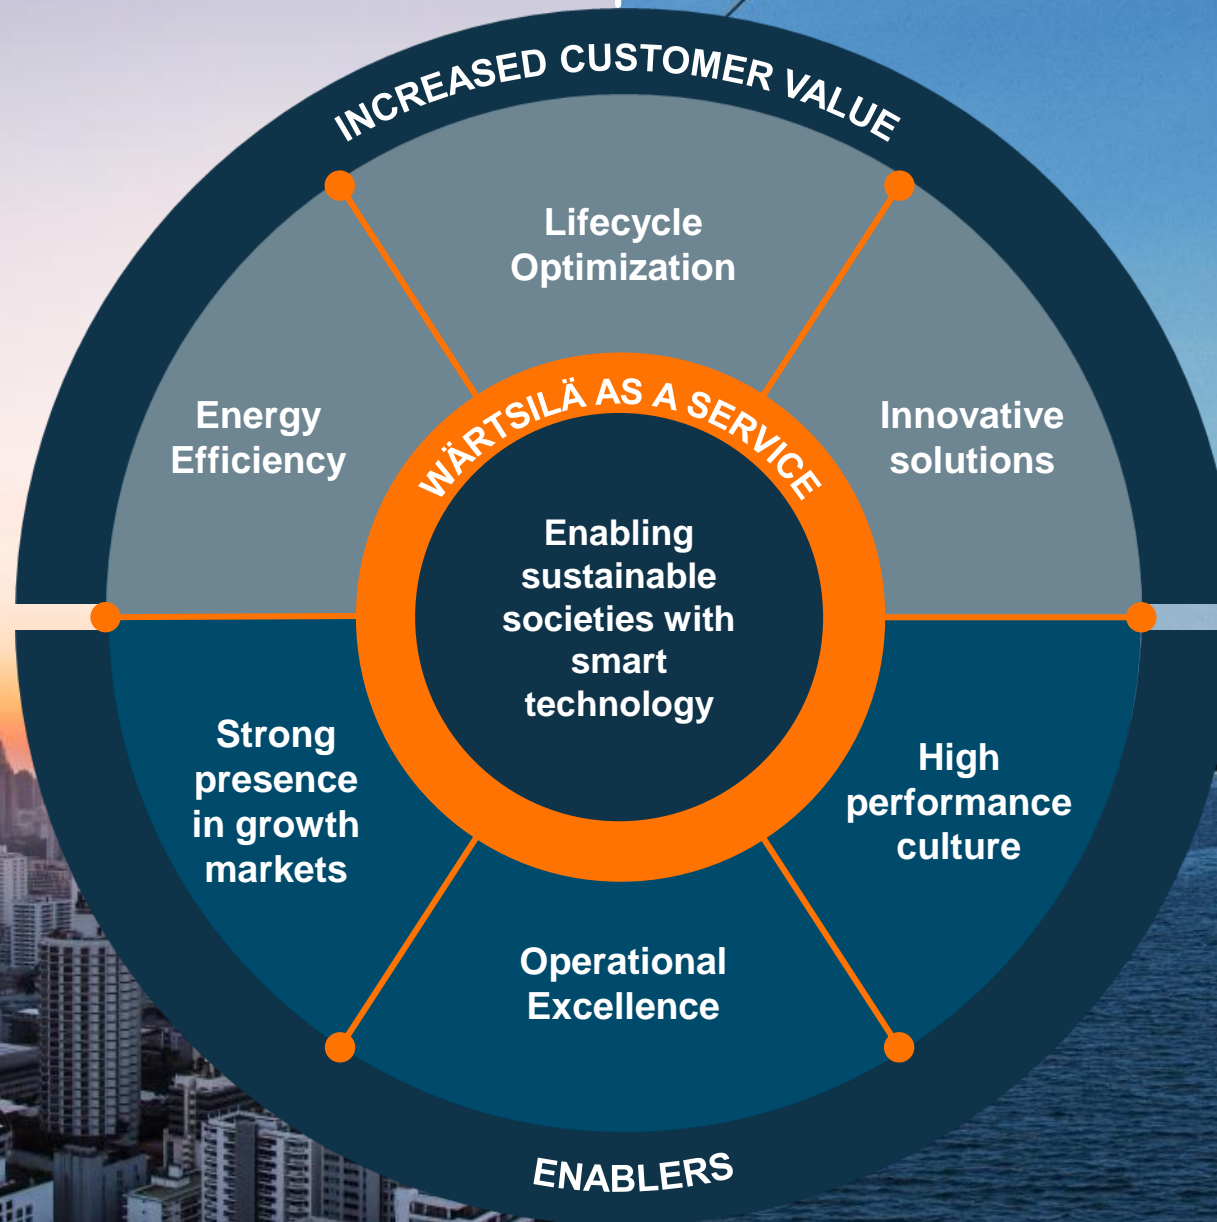 INCREASED CUSTOMER VALUE
Lifecycle
Optimization
Energy
Efficiency
Innovative
solutions
WÄRTSILÄ AS A SERVICE
Enabling
sustainable
societies with
smart
technology
Strong
presence
in growth
markets
High
performance
culture
Operational
Excellence
ENABLERS